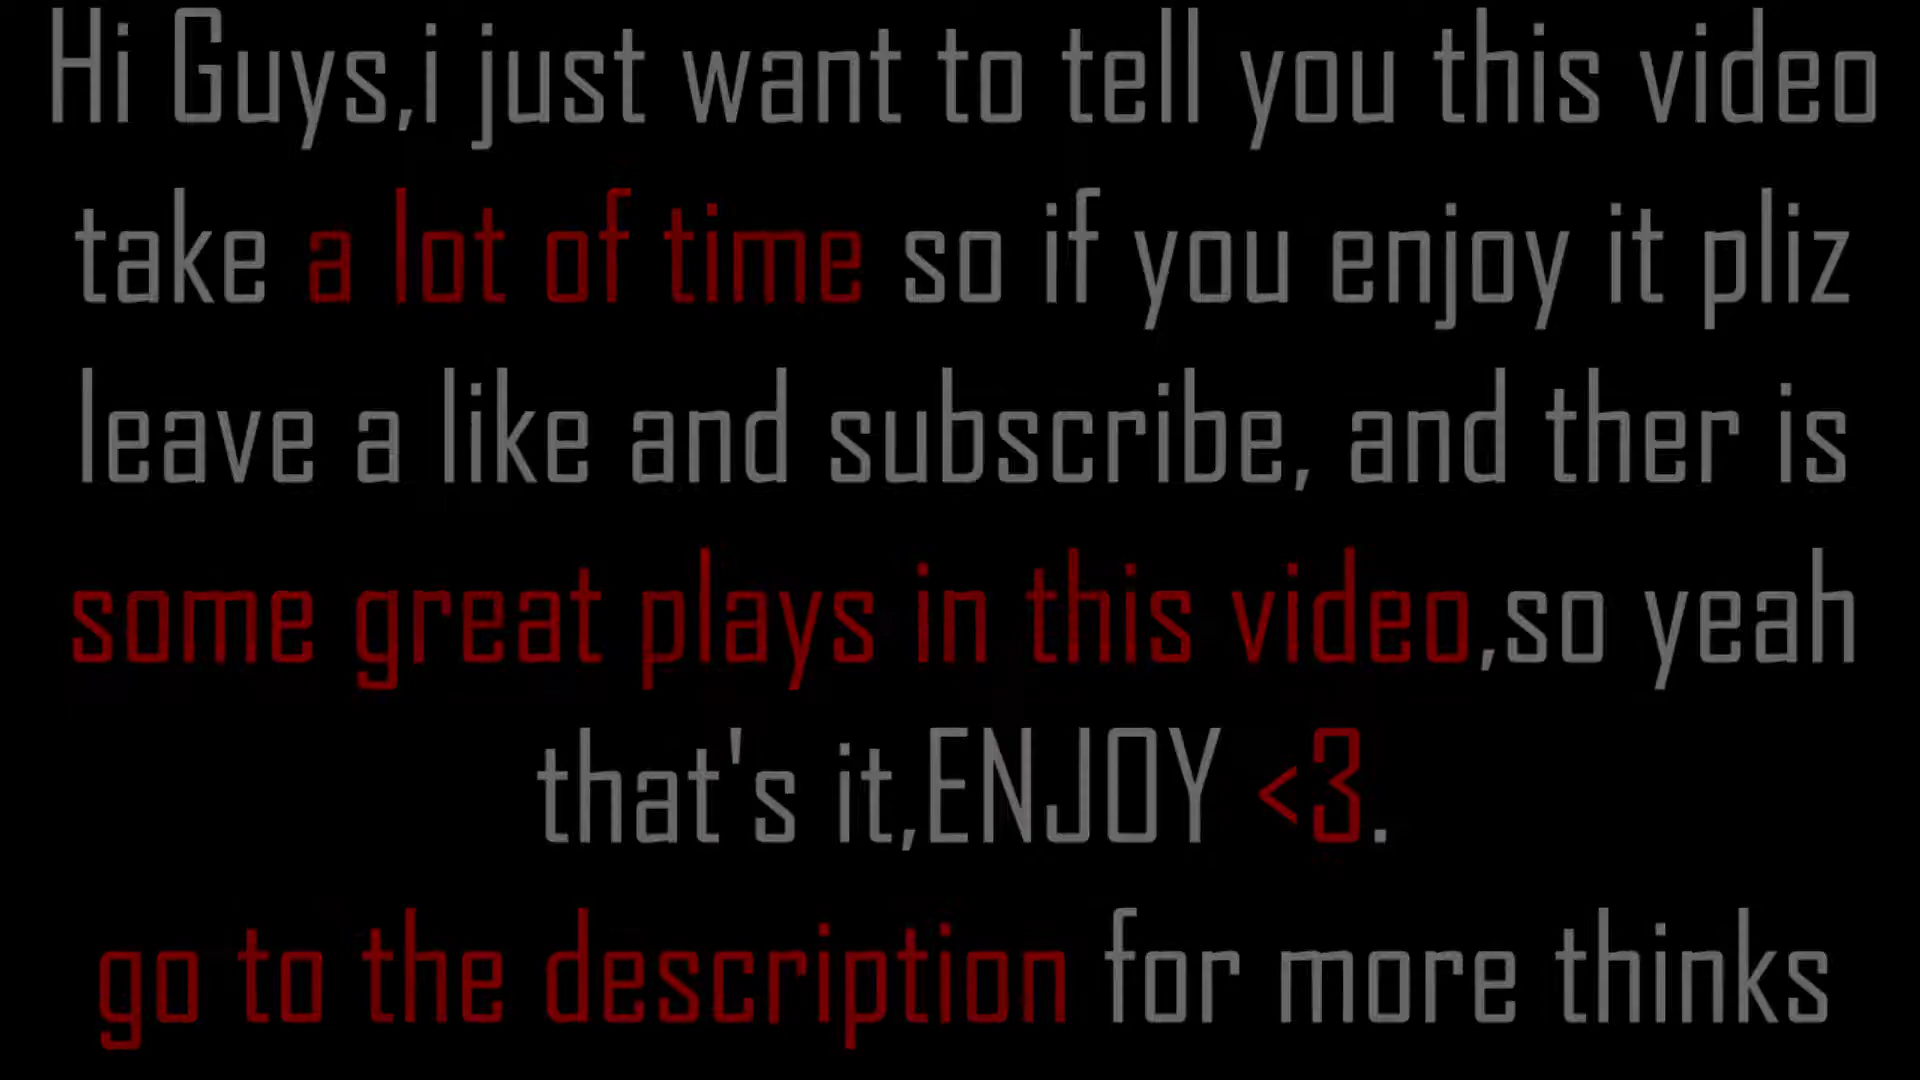 Hi Guys,i just want to tell you this video
take a lot of time so if you enjoy it pliz
leave a like and subscribe, and ther is
some great plays in this video,so yeah
that's it,ENJOY <3.
go to the description for more thinks